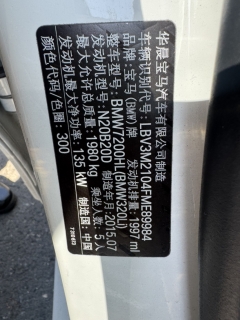 华晨宝马汽车有限公司制造
车辆识别代号: LBV3M2104FME89984
品牌: 宝马 (BMW) 牌
整车型号: BMW7200HL(BMW320Li)
发动机型号: N20B20D 发动机排量: 1997 ml
最大允许总质量: 1980 kg 制造年月: 2015.07
发动机最大净功率: 135 kW 乘坐人数: 5人
颜色色号: 300 制造国: 中国